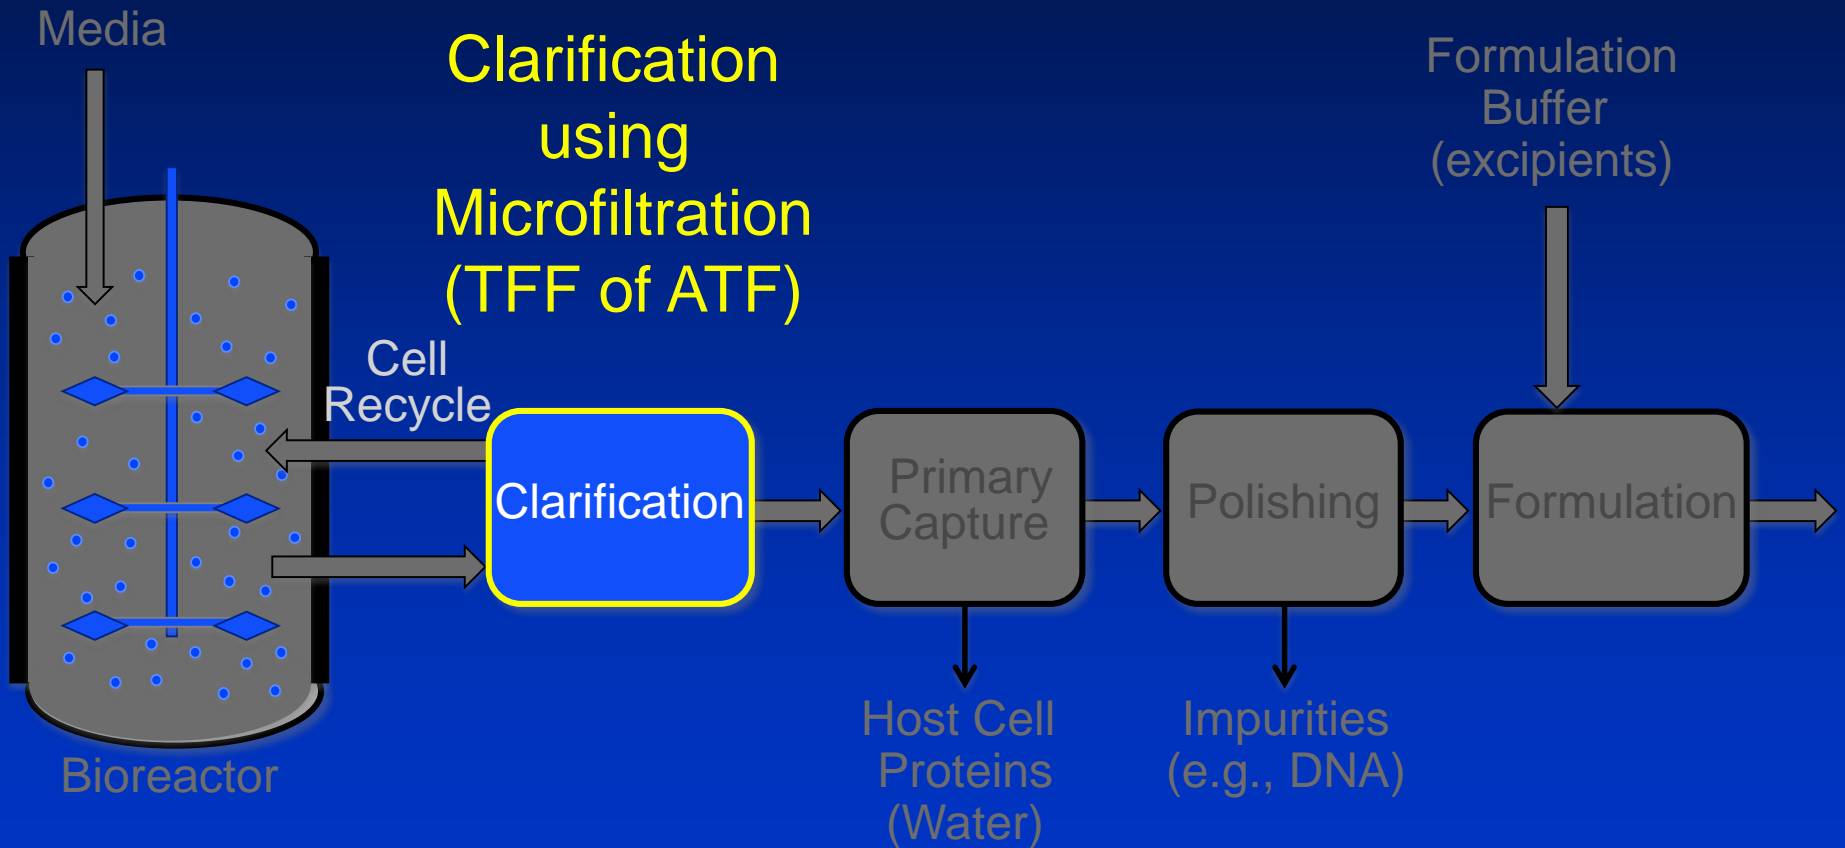 Media
Clarification
using
Microfiltration
(TFF of ATF)
Formulation
Buffer
(excipients)
Cell
Recycle
Clarification
Primary
Capture
Polishing
Formulation
Host Cell
Proteins
(Water)
Impurities
(e.g., DNA)
Bioreactor